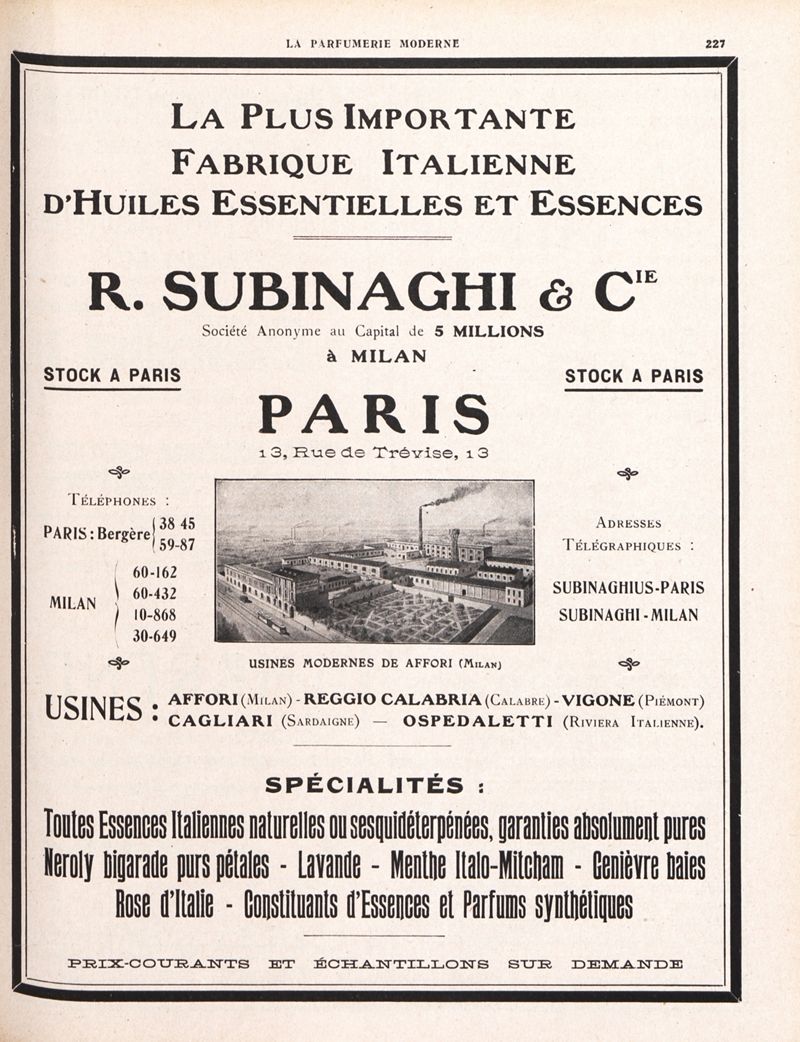 LA PARFUMERIE MODERNE 227
LA PLUS IMPORTANTE
FABRIQUE ITALIENNE
D'HUILES ESSENTIELLES ET ESSENCES
R. SUBINAGHI & CIE
Société Anonyme au Capital de 5 MILLIONS
à MILAN
STOCK A PARIS
STOCK A PARIS
PARIS
13, Rue de Trévise, 13
TÉLÉPHONES :
PARIS : Bergère 38 45
59-87
MILAN
60-162
60-432
10-868
30-649
ADRESSES
TÉLÉGRAPHIQUES :
SUBINAGHIUS-PARIS
SUBINAGHI-MILAN
USINES MODERNES DE AFFORI (MILAN)
USINES : AFFORI (MILAN) - REGGIO CALABRIA (CALABRE) - VIGONE (PIÉMONT)
CAGLIARI (SARDAIGNE) — OSPEDALETTI (RIVIERA ITALIENNE).
SPÉCIALITÉS :
Toutes Essences Italiennes naturelles ou sesquidéterpénées, garanties absolument pures
Neroly bigarade purs pétales - Lavande - Menthe Italo-Mitcham - Genièvre baies
Rose d'Italie - Constituants d'Essences et Parfums synthétiques
PRIX-COURANTS ET ÉCHANTILLONS SUR DEMANDE